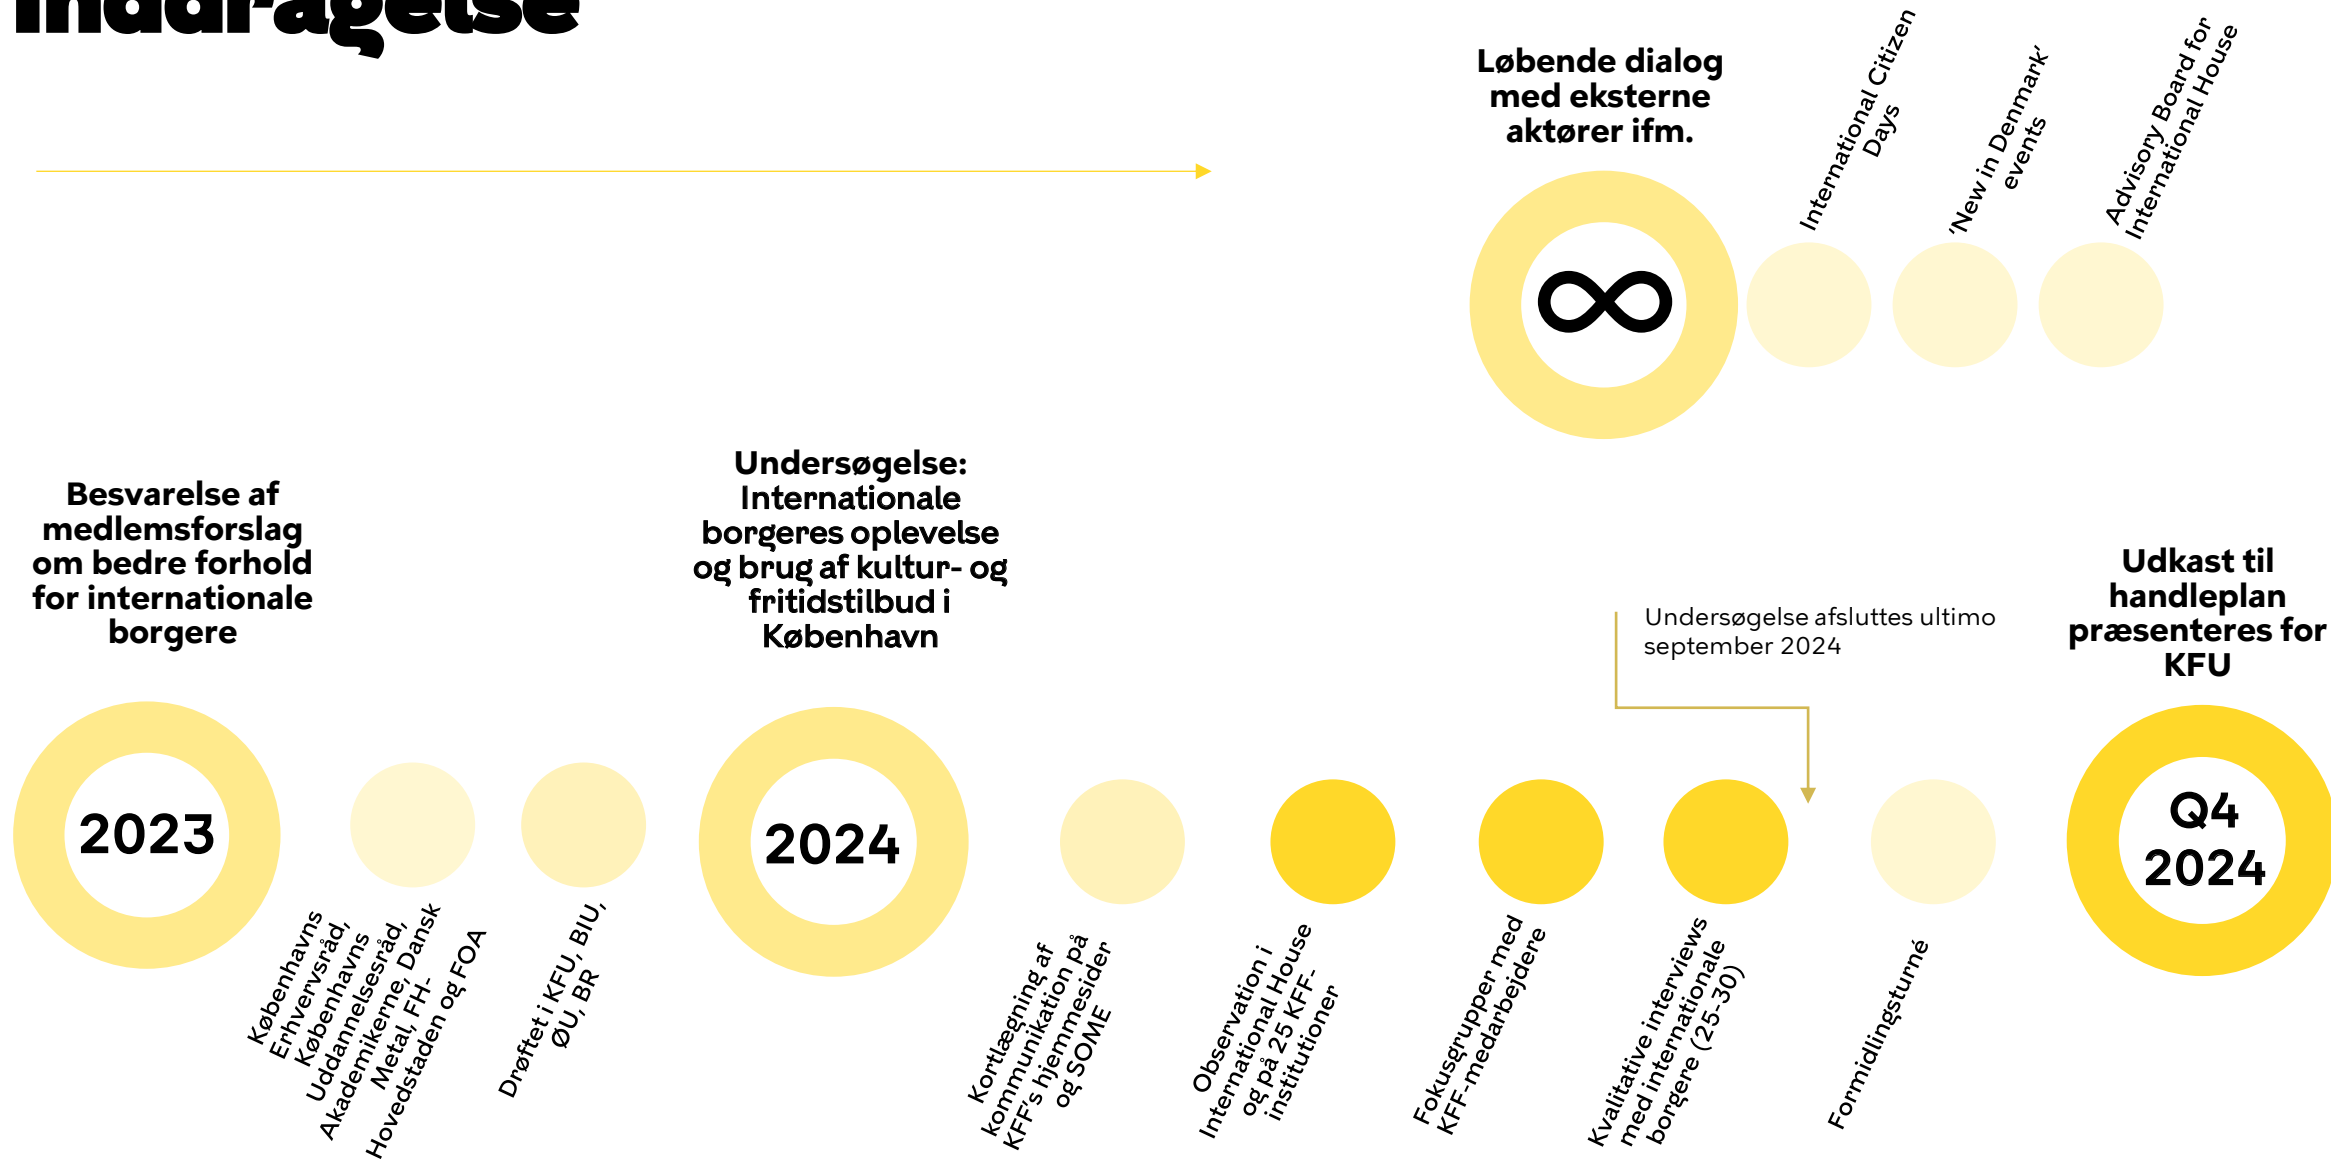 Inddragelse
Løbende dialog
med eksterne
aktører ifm.
International Citizen
Days
‘New in Denmark’
events
Advisory Board for
International House
Besvarelse af
medlemsforslag
om bedre forhold
for internationale
borgere
2023
Københavns
Erhvervsråd,
Københavns
Uddannelsesråd,
Akademikerne, Dansk
Metal, FH-
Hovedstaden og FOA
Drøftet i KFU, BIU,
ØU, BR
Undersøgelse:
Internationale
borgeres oplevelse
og brug af kultur- og
fritidstilbud i
København
2024
Kortlægning af
kommunikation på
KFF's hjemmesider
og SOME
Observation i
International House
og på 25 KFF-
institutioner
Fokusgrupper med
KFF-medarbejdere
Kvalitative interviews
med internationale
borgere (25-30)
Undersøgelse afsluttes ultimo
september 2024
Formidlingsturné
Udkast til
handleplan
præsenteres for
KFU
Q4
2024